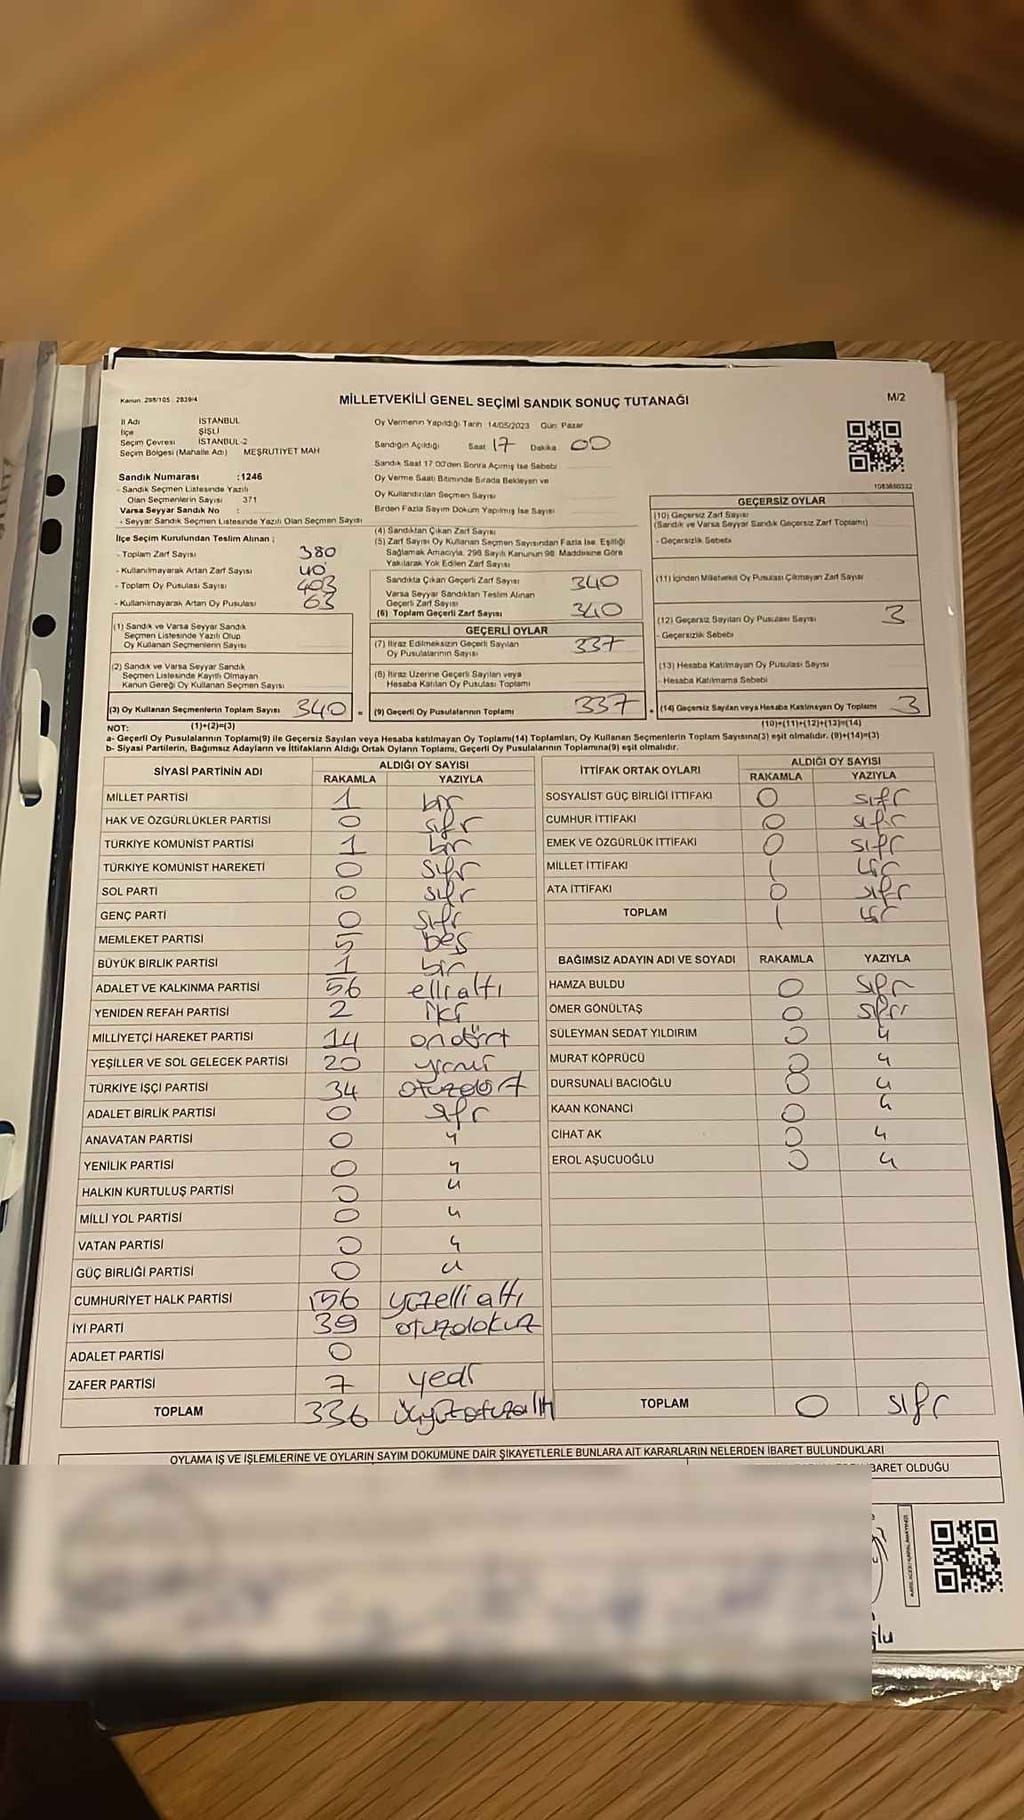 Kanun: 298/105 : 2839/4
MİLLETVEKİLİ GENEL SEÇİMİ SANDIK SONUÇ TUTANAĞI
M/2
İl Adı İSTANBUL
İlçe ŞİŞLİ
Seçim Çevresi İSTANBUL-2
Seçim Bölgesi (Mahalle Adı) MEŞRUTİYET MAH
Sandık Numarası :1246
- Sandık Seçmen Listesinde Yazılı
Olan Seçmenlerin Sayısı 371
Varsa Seyyar Sandık No :
- Seyyar Sandık Seçmen Listesinde Yazılı Olan Seçmen Sayısı
İlçe Seçim Kurulundan Teslim Alınan ;
- Toplam Zarf Sayısı 380
- Kullanılmayarak Artan Zarf Sayısı 40
- Toplam Oy Pusulası Sayısı 403
- Kullanılmayarak Artan Oy Pusulası 63
(1) Sandık ve Varsa Seyyar Sandık
Seçmen Listesinde Yazılı Olup
Oy Kullanan Seçmenlerin Sayısı
(2) Sandık ve Varsa Seyyar Sandık
Seçmen Listesinde Kayıtlı Olmayan
Kanun Gereği Oy Kullanan Seçmen Sayısı
(3) Oy Kullanan Seçmenlerin Toplam Sayısı 340
Oy Vermenin Yapıldığı Tarih 14/05/2023 Gün: Pazar
Sandığın Açıldığı Saat 17 Dakika 00
Sandık Saat 17:00'den Sonra Açılmış İse Sebebi
Oy Verme Saati Bitiminde Sırada Bekleyen ve
Oy Kullandırılan Seçmen Sayısı
Birden Fazla Sayım Döküm Yapılmış İse Sayısı
(4) Sandıktan Çıkan Zarf Sayısı
(5) Zarf Sayısı Oy Kullanan Seçmen Sayısından Fazla İse, Eşitliği
Sağlamak Amacıyla, 298 Sayılı Kanunun 98. Maddesine Göre
Yakılarak Yok Edilen Zarf Sayısı
Sandıkta Çıkan Geçerli Zarf Sayısı 340
Varsa Seyyar Sandıktan Teslim Alınan
Geçerli Zarf Sayısı
(6) Toplam Geçerli Zarf Sayısı 340
GEÇERLİ OYLAR
(7) İtiraz Edilmeksizin Geçerli Sayılan
Oy Pusulalarının Sayısı 337
(8) İtiraz Üzerine Geçerli Sayılan veya
Hesaba Katılan Oy Pusulası Toplamı
(9) Geçerli Oy Pusulalarının Toplamı 337
1083680332
GEÇERSİZ OYLAR
(10) Geçersiz Zarf Sayısı
(Sandık ve Varsa Seyyar Sandık Geçersiz Zarf Toplamı)
- Geçersizlik Sebebi
(11) İçinden Milletvekili Oy Pusulası Çıkmayan Zarf Sayısı
(12) Geçersiz Sayılan Oy Pusulası Sayısı 3
- Geçersizlik Sebebi
(13) Hesaba Katılmayan Oy Pusulası Sayısı
- Hesaba Katılmama Sebebi
(14) Geçersiz Sayılan veya Hesaba Katılmayan Oy Toplamı 3
NOT: (1)+(2)=(3) (10)+(11)+(12)+(13)=(14)
a- Geçerli Oy Pusulalarının Toplamı(9) ile Geçersiz Sayılan veya Hesaba katılmayan Oy Toplamı(14) Toplamları, Oy Kullanan Seçmenlerin Toplam Sayısına(3) eşit olmalıdır. (9)+(14)=(3)
b- Siyasi Partilerin, Bağımsız Adayların ve İttifakların Aldığı Ortak Oyların Toplamı, Geçerli Oy Pusulalarının Toplamına(9) eşit olmalıdır.
SİYASİ PARTİNİN ADI ALDIĞI OY SAYISI
RAKAMLA YAZIYLA
MİLLET PARTİSİ 1 bir
HAK VE ÖZGÜRLÜKLER PARTİSİ 0 sıfır
TÜRKİYE KOMÜNİST PARTİSİ 1 bir
TÜRKİYE KOMÜNİST HAREKETİ 0 sıfır
SOL PARTİ 0 sıfır
GENÇ PARTİ 0 sıfır
MEMLEKET PARTİSİ 5 beş
BÜYÜK BİRLİK PARTİSİ 1 bir
ADALET VE KALKINMA PARTİSİ 56 elli altı
YENİDEN REFAH PARTİSİ 2 iki
MİLLİYETÇİ HAREKET PARTİSİ 14 on dört
YEŞİLLER VE SOL GELECEK PARTİSİ 20 yirmi
TÜRKİYE İŞÇİ PARTİSİ 34 otuzdört
ADALET BİRLİK PARTİSİ 0 sıfır
ANAVATAN PARTİSİ 0 "
YENİLİK PARTİSİ 0 "
HALKIN KURTULUŞ PARTİSİ 0 "
MİLLİ YOL PARTİSİ 0 "
VATAN PARTİSİ 0 "
GÜÇ BİRLİĞİ PARTİSİ 0 "
CUMHURİYET HALK PARTİSİ 156 yüzelli altı
İYİ PARTİ 39 otuzdokuz
ADALET PARTİSİ 0
ZAFER PARTİSİ 7 yedi
TOPLAM 336 üçyüzotuzaltı
İTTİFAK ORTAK OYLARI ALDIĞI OY SAYISI
RAKAMLA YAZIYLA
SOSYALİST GÜÇ BİRLİĞİ İTTİFAKI 0 sıfır
CUMHUR İTTİFAKI 0 sıfır
EMEK VE ÖZGÜRLÜK İTTİFAKI 0 sıfır
MİLLET İTTİFAKI 1 bir
ATA İTTİFAKI 0 sıfır
TOPLAM 1 bir
BAĞIMSIZ ADAYIN ADI VE SOYADI RAKAMLA YAZIYLA
HAMZA BULDU 0 sıfır
ÖMER GÖNÜLTAŞ 0 sıfır
SÜLEYMAN SEDAT YILDIRIM 0 "
MURAT KÖPRÜCÜ 0 "
DURSUNALİ BACIOĞLU 0 "
KAAN KONANCİ 0 "
CİHAT AK 0 "
EROL AŞUCUOĞLU 0 "
TOPLAM 0 sıfır
OYLAMA İŞ VE İŞLEMLERİNE VE OYLARIN SAYIM DÖKÜMÜNE DAİR ŞİKAYETLERLE BUNLARA AİT KARARLARIN NELERDEN İBARET BULUNDUKLARI
BARET OLDUĞU